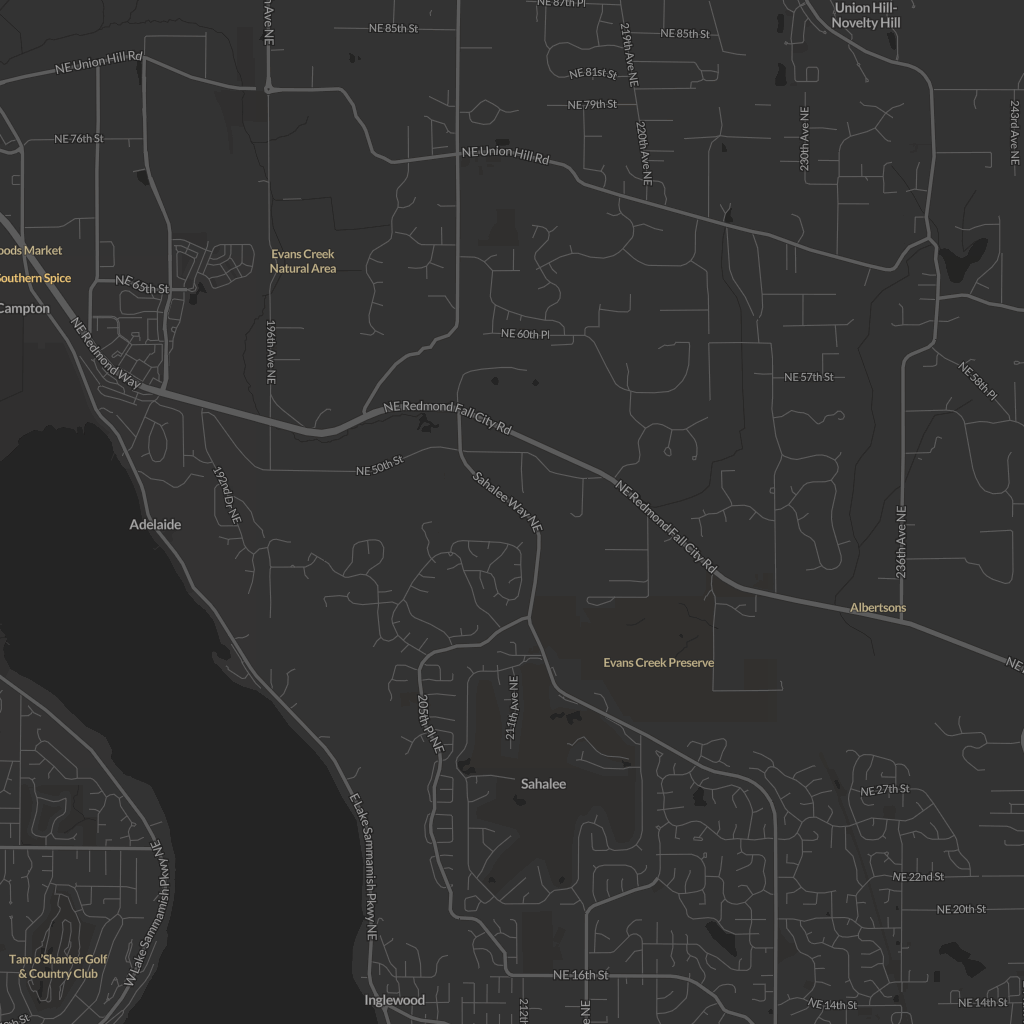 NE 87th Pl
Union Hill-
Novelty Hill
NE 85th St
219th Ave NE
NE 85th St
Ave NE
NE Union Hill Rd
NE 81st St
NE 79th St
243rd Ave NE
NE 76th St
220th Ave NE
230th Ave NE
NE Union Hill Rd
oods Market
Evans Creek
Natural Area
Southern Spice
NE 65th St
Campton
NE Redmond Way
196th Ave NE
NE 60th Pl
NE 57th St
NE 58th Pl
NE Redmond Fall City Rd
NE 50th St
192nd Dr NE
Sahalee Way NE
NE Redmond Fall City Rd
Adelaide
236th Ave NE
Albertsons
Evans Creek Preserve
NE
211th Ave NE
205th Pl NE
Sahalee
NE 27th St
E Lake Sammamish Pkwy NE
W Lake Sammamish Pkwy NE
NE 22nd St
NE 20th St
Tam o'Shanter Golf
& Country Club
NE 16th St
Inglewood
212th
Ave NE
NE 14th St
NE 14th St